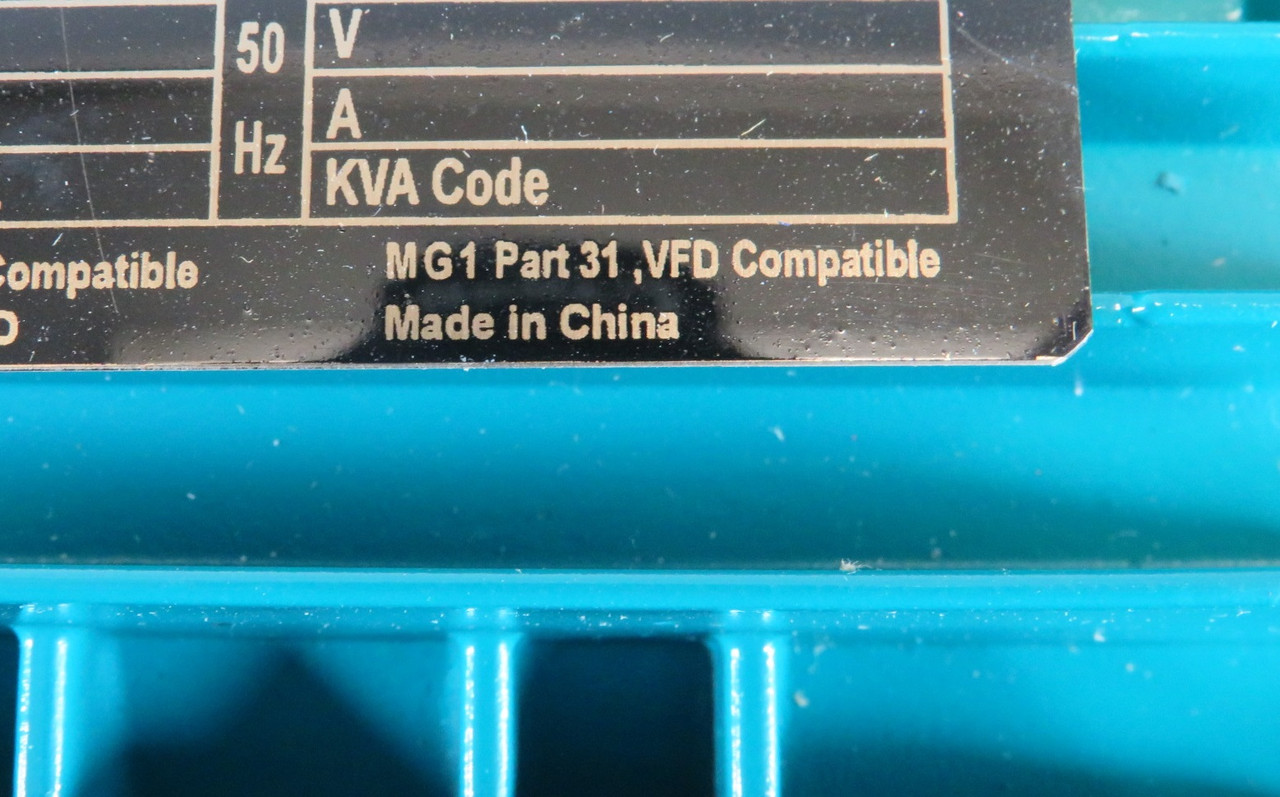 50 Hz
V
A
KVA Code
Compatible MG1 Part 31 ,VFD Compatible
D Made in China